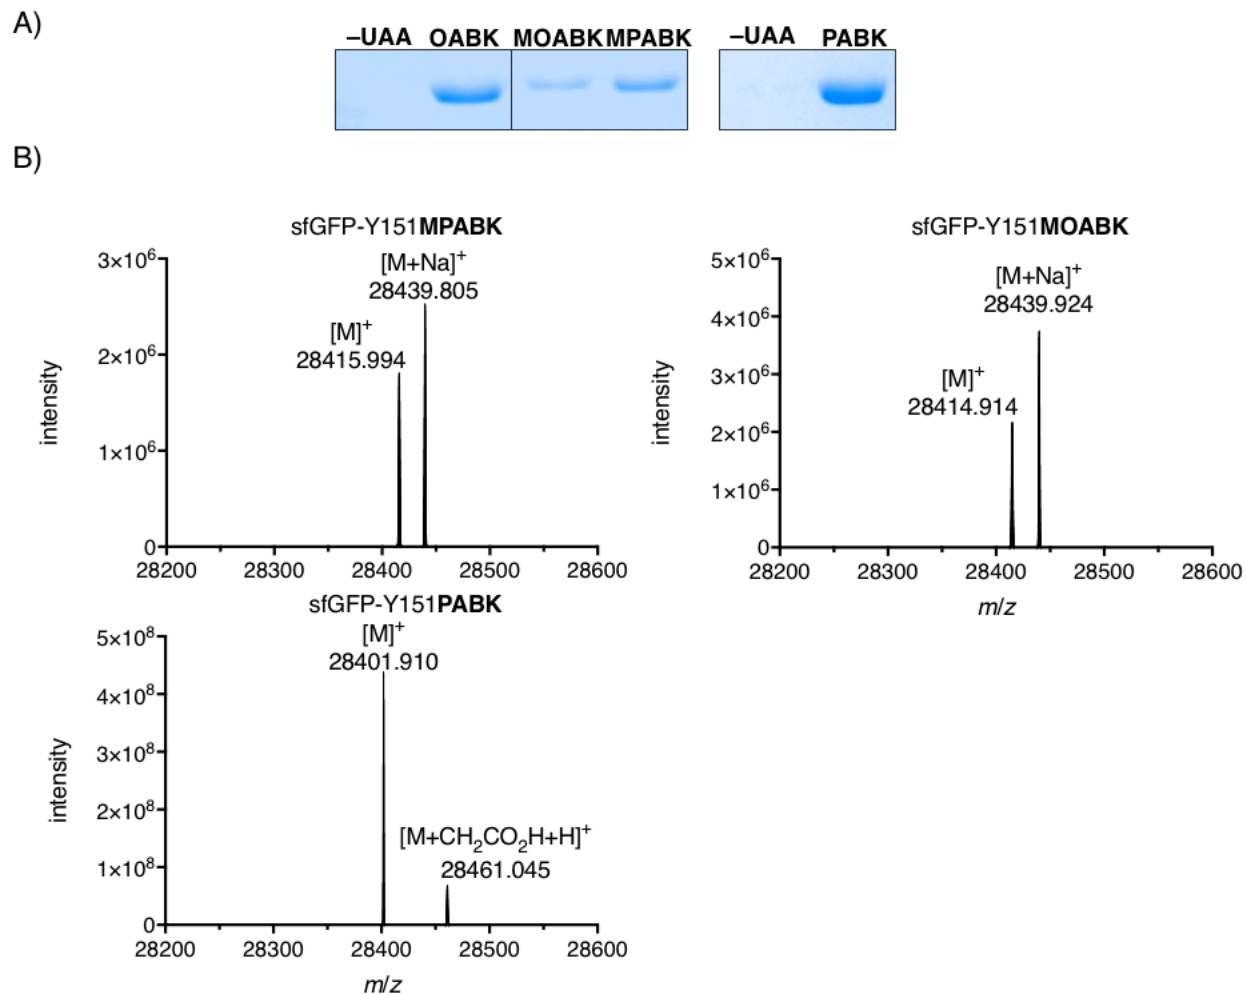 A)
–UAA OABK MOABK MPABK –UAA PABK
B)
sfGFP-Y151MPABK
3×10⁶
2×10⁶
1×10⁶
0
intensity
[M+Na]⁺
28439.805
[M]⁺
28415.994
28200 28300 28400 28500 28600
sfGFP-Y151MOABK
5×10⁶
4×10⁶
3×10⁶
2×10⁶
1×10⁶
0
intensity
[M+Na]⁺
28439.924
[M]⁺
28414.914
28200 28300 28400 28500 28600
m/z
sfGFP-Y151PABK
5×10⁸
4×10⁸
3×10⁸
2×10⁸
1×10⁸
0
intensity
[M]⁺
28401.910
[M+CH₂CO₂H+H]⁺
28461.045
28200 28300 28400 28500 28600
m/z